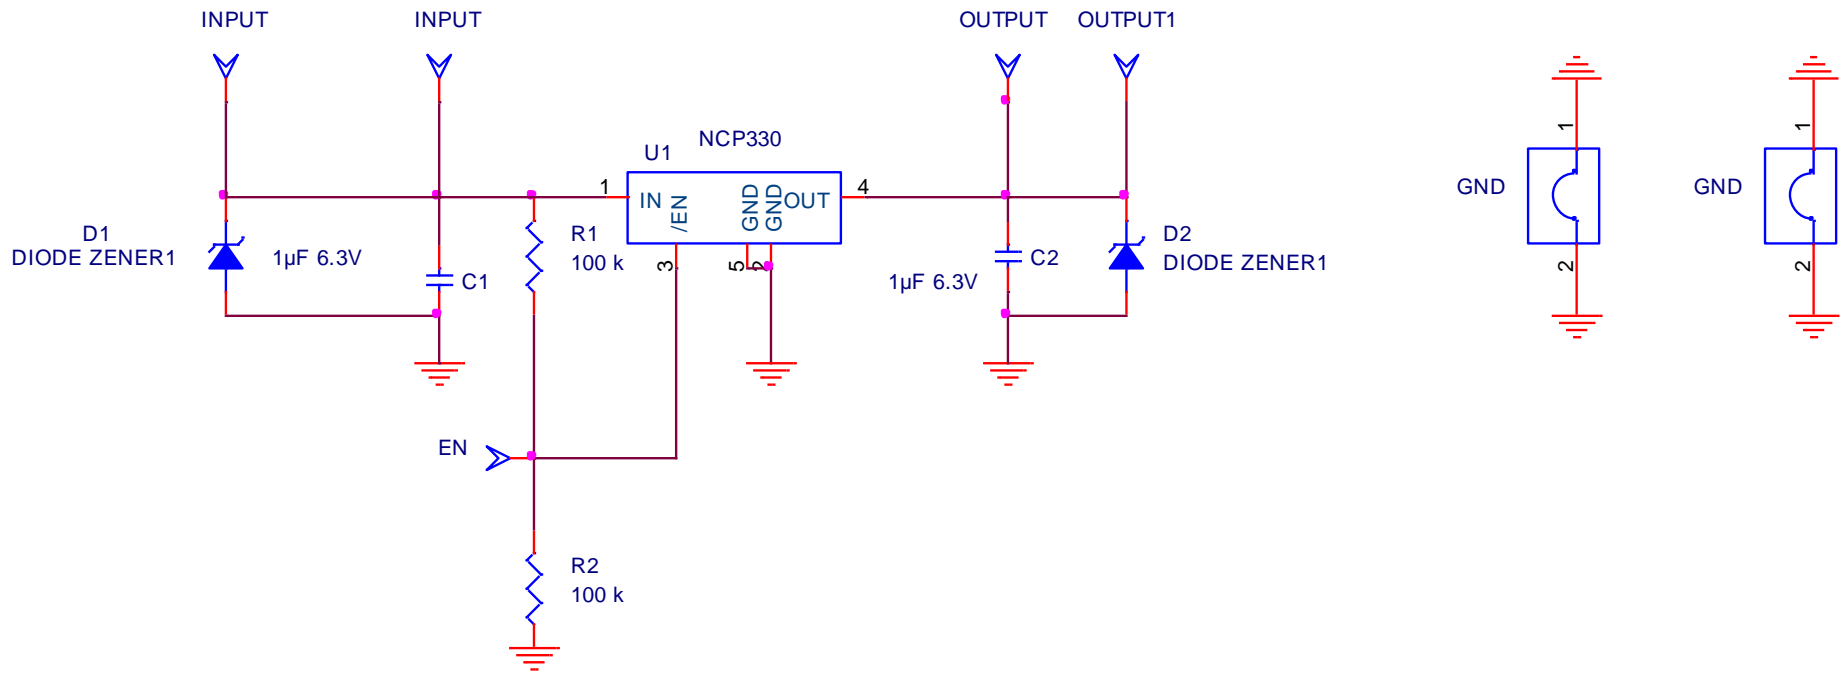 INPUT
INPUT
OUTPUT
OUTPUT1
NCP330
U1
1
IN
/EN
GND
GND
OUT
4
3
5
2
D1
DIODE ZENER1
1µF 6.3V
C1
R1
100 k
C2
1µF 6.3V
D2
DIODE ZENER1
EN
R2
100 k
GND
1
2
GND
1
2